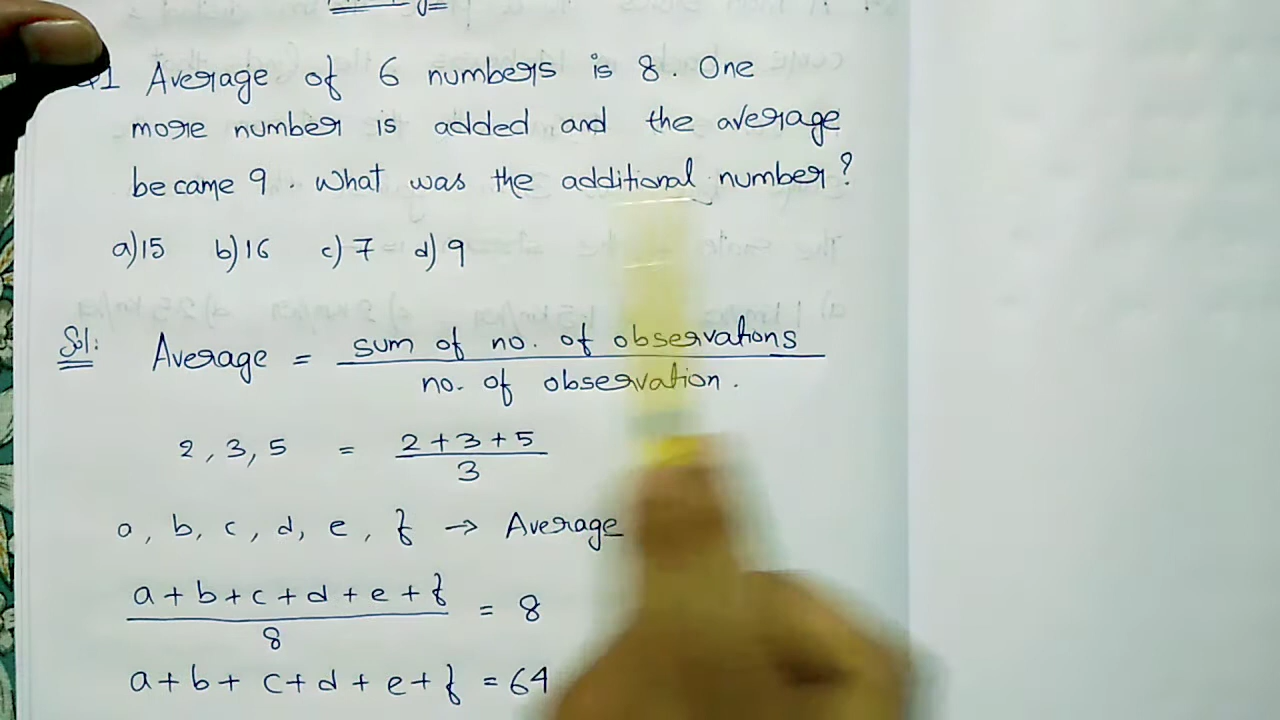 Q1 Average of 6 numbers is 8. One
more number is added and the average
became 9. What was the additional number?
a) 15 b) 16 c) 7 d) 9
Sol: Average = sum of no. of observations
no. of observation.
2, 3, 5 = 2 + 3 + 5
3
a, b, c, d, e, f → Average
a + b + c + d + e + f = 8
8
a + b + c + d + e + f = 64